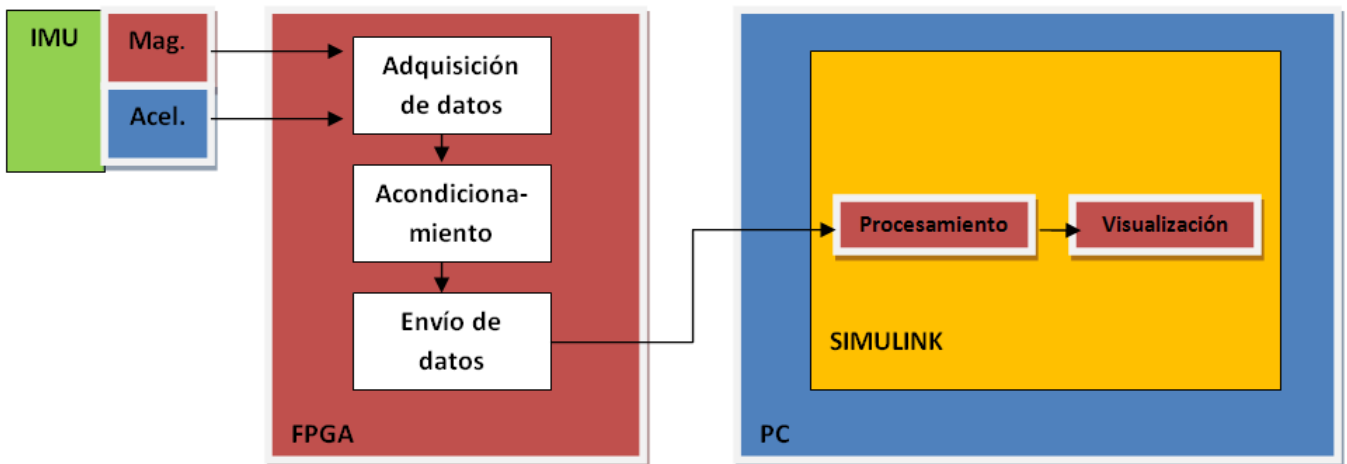 IMU
Mag.
Acel.
Adquisición
de datos
Acondiciona-
miento
Envío de
datos
FPGA
Procesamiento
Visualización
SIMULINK
PC